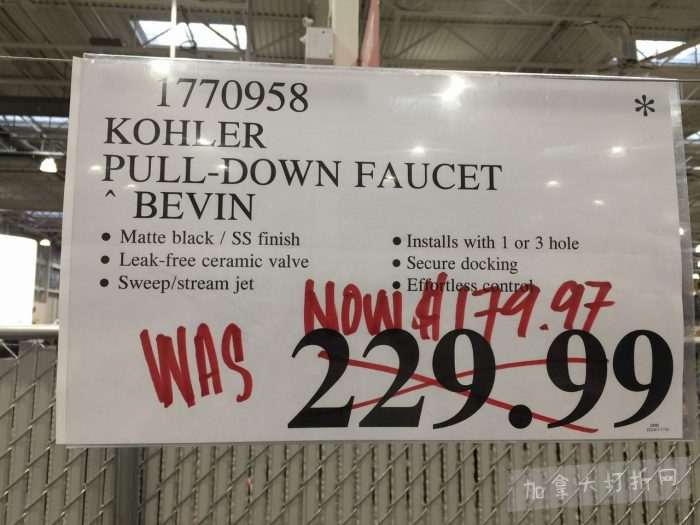 1770958
*
KOHLER
PULL-DOWN FAUCET
^ BEVIN
• Matte black / SS finish
• Leak-free ceramic valve
• Sweep/stream jet
• Installs with 1 or 3 hole
• Secure docking
• Effortless control
NOW $179.97
WAS 229.99
加拿大打折网